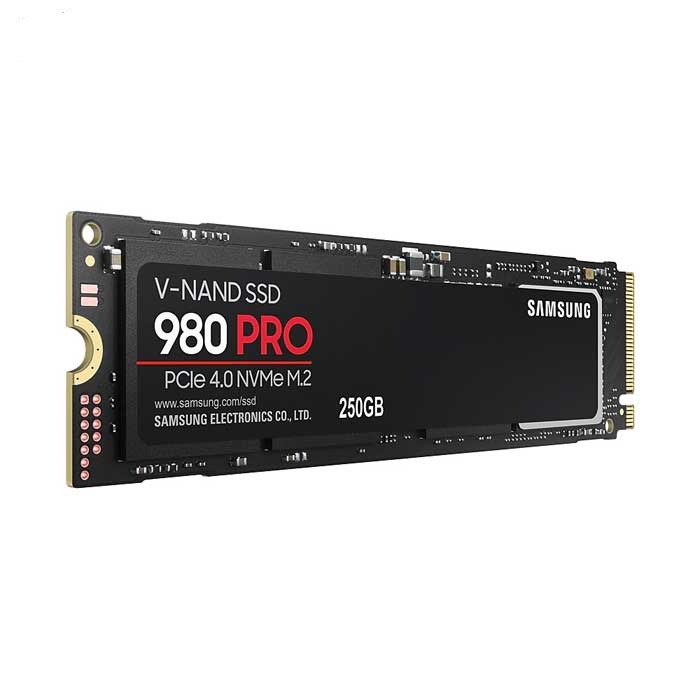 V-NAND SSD
980 PRO
PCIe 4.0 NVMe M.2
www.samsung.com/ssd
SAMSUNG ELECTRONICS CO., LTD.
250GB
SAMSUNG